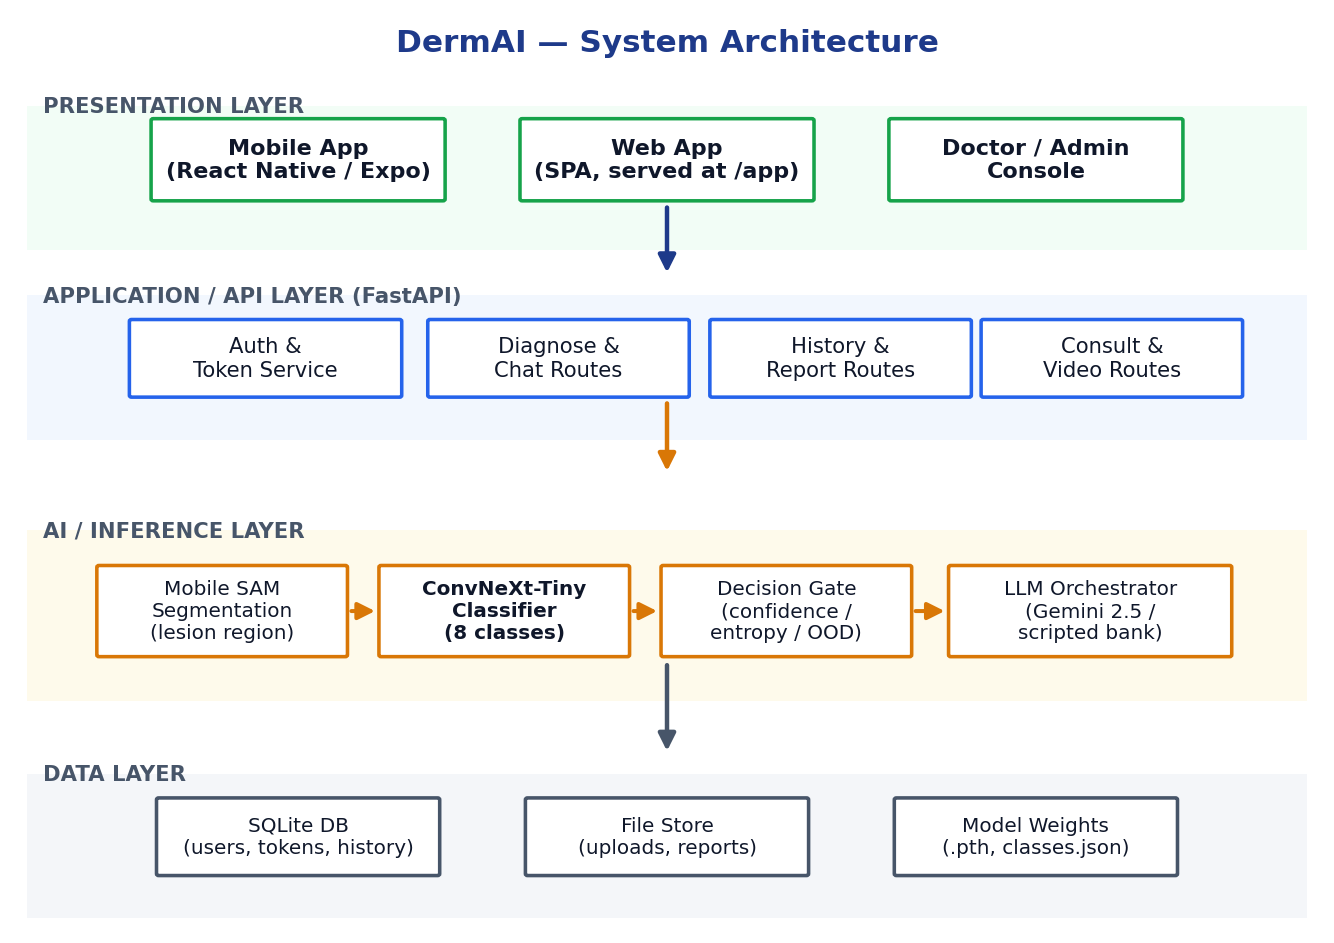 DermAI — System Architecture
PRESENTATION LAYER
Mobile App
(React Native / Expo)
Web App
(SPA, served at /app)
Doctor / Admin
Console
APPLICATION / API LAYER (FastAPI)
Auth &
Token Service
Diagnose &
Chat Routes
History &
Report Routes
Consult &
Video Routes
AI / INFERENCE LAYER
Mobile SAM
Segmentation
(lesion region)
ConvNeXt-Tiny
Classifier
(8 classes)
Decision Gate
(confidence /
entropy / OOD)
LLM Orchestrator
(Gemini 2.5 /
scripted bank)
DATA LAYER
SQLite DB
(users, tokens, history)
File Store
(uploads, reports)
Model Weights
(.pth, classes.json)